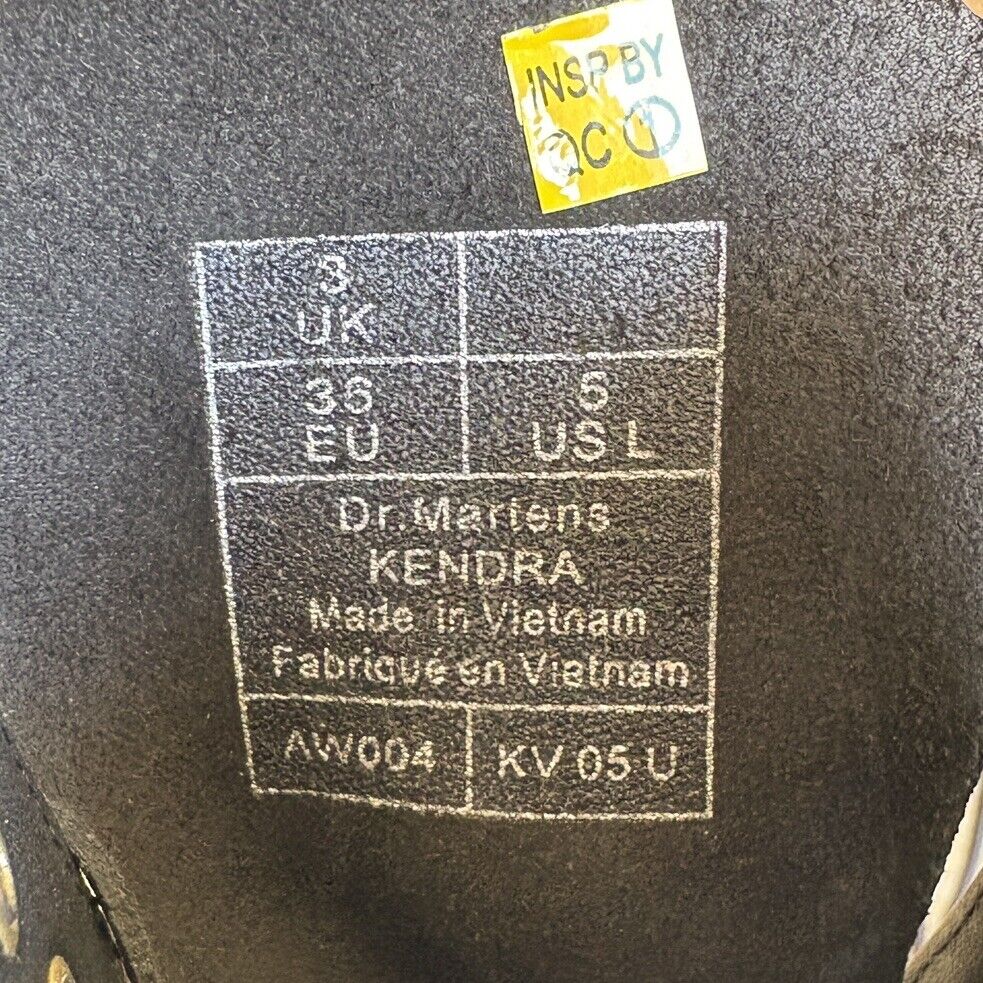 INSP BY
QC 1
3
UK
36
EU
5
US L
Dr. Martens
KENDRA
Made in Vietnam
Fabriqué en Vietnam
AW004
KV 05 U